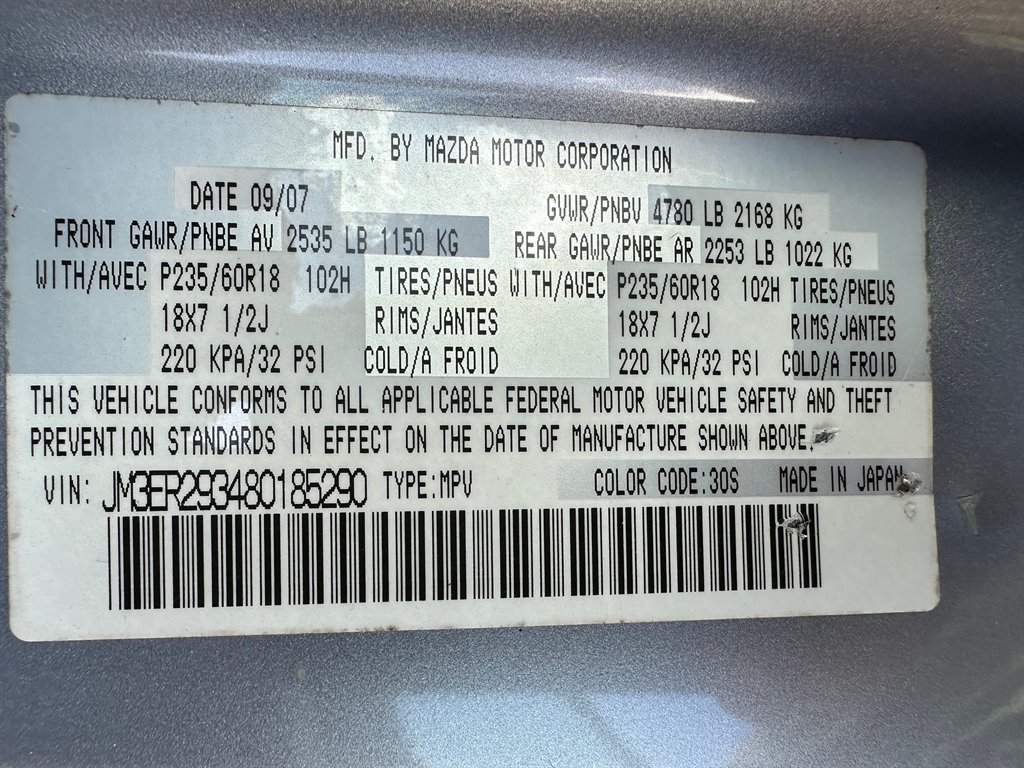 MFD. BY MAZDA MOTOR CORPORATION
DATE 09/07 GVWR/PNBV 4780 LB 2168 KG
FRONT GAWR/PNBE AV 2535 LB 1150 KG REAR GAWR/PNBE AR 2253 LB 1022 KG
WITH/AVEC P235/60R18 102H TIRES/PNEUS WITH/AVEC P235/60R18 102H TIRES/PNEUS
18X7 1/2J RIMS/JANTES 18X7 1/2J RIMS/JANTES
220 KPA/32 PSI COLD/A FROID 220 KPA/32 PSI COLD/A FROID
THIS VEHICLE CONFORMS TO ALL APPLICABLE FEDERAL MOTOR VEHICLE SAFETY AND THEFT
PREVENTION STANDARDS IN EFFECT ON THE DATE OF MANUFACTURE SHOWN ABOVE.
VIN: JM3ER293480185290 TYPE:MPV COLOR CODE:30S MADE IN JAPAN